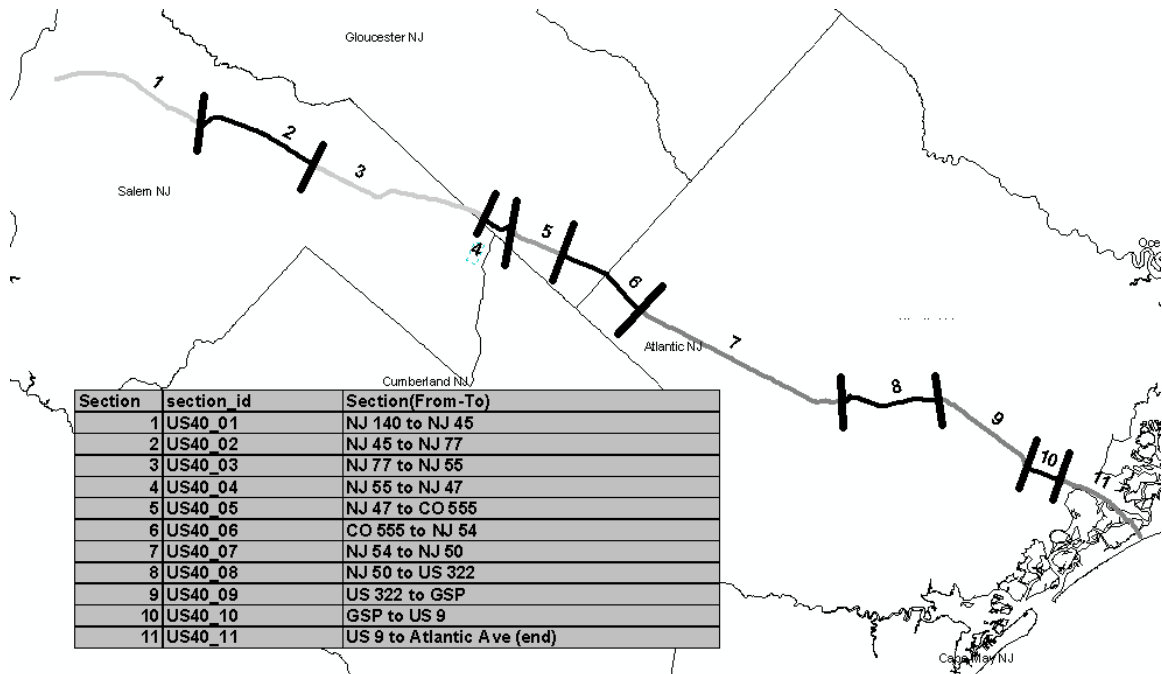 Gloucester NJ
1
2
3
Salem NJ
4
5
6
Atlantic NJ
7
8
9
10
11
Cumberland NJ
Section section_id Section(From-To)
1 US40_01 NJ 140 to NJ 45
2 US40_02 NJ 45 to NJ 77
3 US40_03 NJ 77 to NJ 55
4 US40_04 NJ 55 to NJ 47
5 US40_05 NJ 47 to CO 555
6 US40_06 CO 555 to NJ 54
7 US40_07 NJ 54 to NJ 50
8 US40_08 NJ 50 to US 322
9 US40_09 US 322 to GSP
10 US40_10 GSP to US 9
11 US40_11 US 9 to Atlantic Ave (end)
Cape May NJ